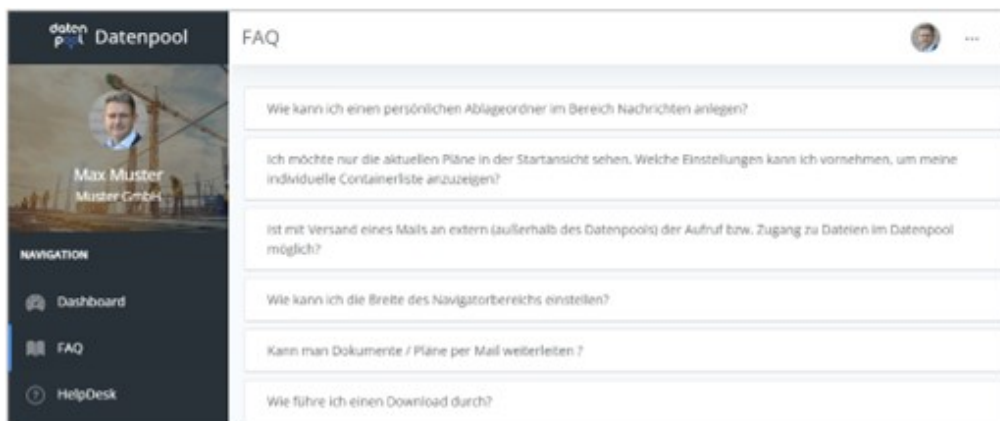 daten
pool Datenpool
FAQ
...
Max Muster
Muster GmbH
NAVIGATION
Dashboard
FAQ
HelpDesk
Wie kann ich einen persönlichen Ablageordner im Bereich Nachrichten anlegen?
Ich möchte nur die aktuellen Pläne in der Startansicht sehen. Welche Einstellungen kann ich vornehmen, um meine
individuelle Containerliste anzuzeigen?
Ist mit Versand eines Mails an extern (außerhalb des Datenpools) der Aufruf bzw. Zugang zu Dateien im Datenpool
möglich?
Wie kann ich die Breite des Navigatorbereichs einstellen?
Kann man Dokumente / Pläne per Mail weiterleiten ?
Wie führe ich einen Download durch?